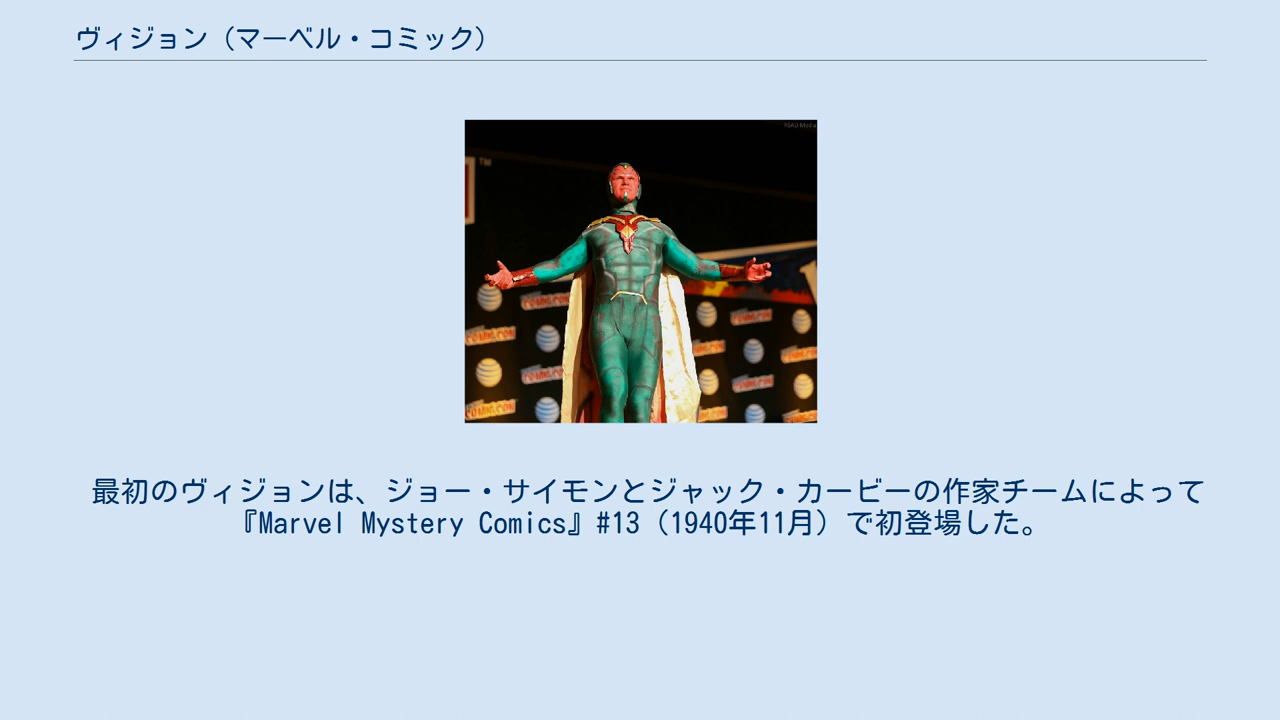 ヴィジョン（マーベル・コミック）
TM
COMIC CON
最初のヴィジョンは、ジョー・サイモンとジャック・カービーの作家チームによって
『Marvel Mystery Comics』#13（1940年11月）で初登場した。